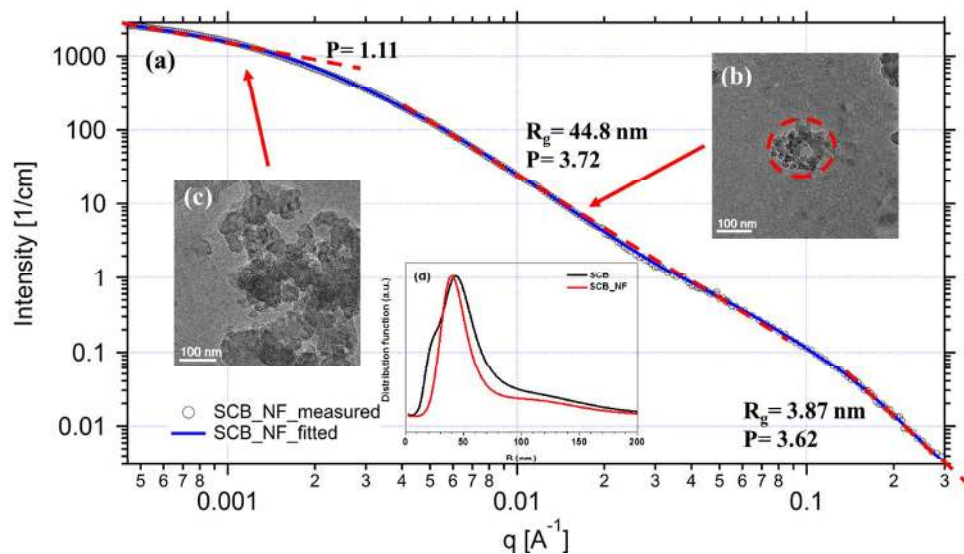 (a)
P= 1.11
R_g= 44.8 nm
P= 3.72
(b)
100 nm
(c)
100 nm
(d)
SCB
SCB_NF
Distribution function (a.u.)
0 50 100 150 200
R (nm)
R_g= 3.87 nm
P= 3.62
SCB_NF_measured
SCB_NF_fitted
Intensity [1/cm]
1000
100
10
1
0.1
0.01
5 6 7 8 0.001 2 3 4 5 6 7 8 0.01 2 3 4 5 6 7 8 0.1 2 3
q [A^-1]